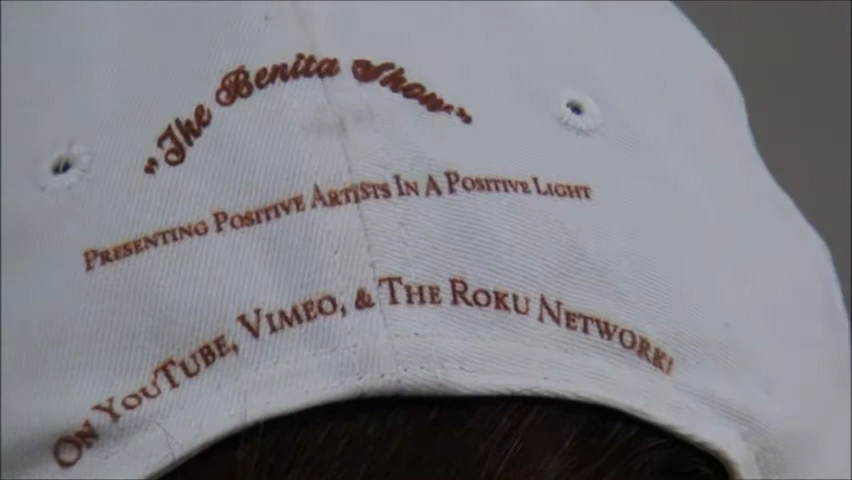 "The Benita Show"
Presenting Positive Artists In A Positive Light
On YouTube, Vimeo, & The Roku Network!